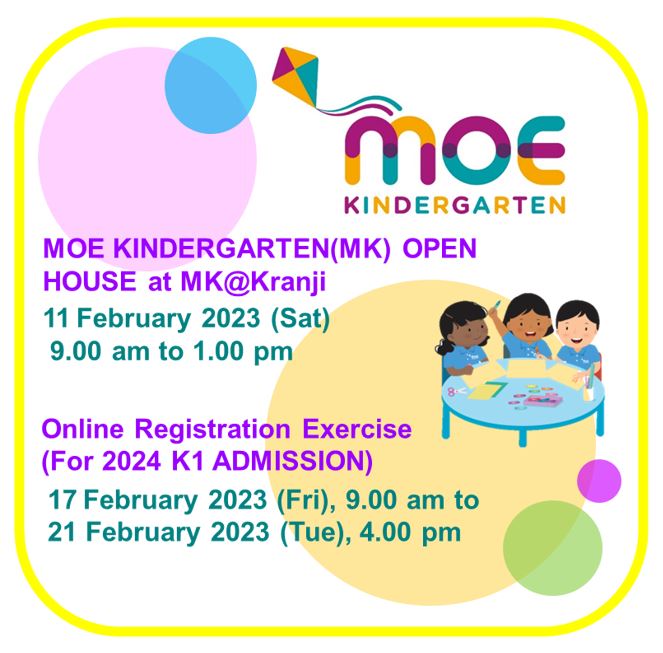 MOE
KINDERGARTEN
MOE KINDERGARTEN(MK) OPEN
HOUSE at MK@Kranji
11 February 2023 (Sat)
9.00 am to 1.00 pm
Online Registration Exercise
(For 2024 K1 ADMISSION)
17 February 2023 (Fri), 9.00 am to
21 February 2023 (Tue), 4.00 pm